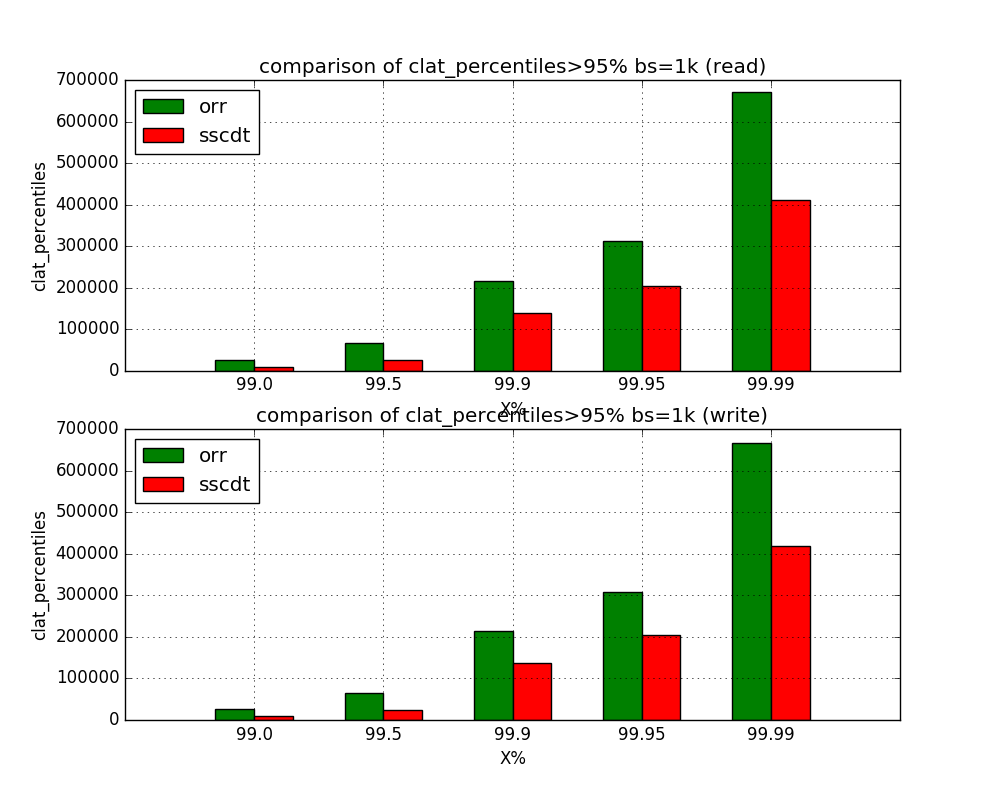 comparison of clat_percentiles>95% bs=1k (read)
700000
600000
500000
400000
300000
200000
100000
0
clat_percentiles
orr
sscdt
99.0 99.5 99.9 99.95 99.99
X%
comparison of clat_percentiles>95% bs=1k (write)
700000
600000
500000
400000
300000
200000
100000
0
clat_percentiles
orr
sscdt
99.0 99.5 99.9 99.95 99.99
X%